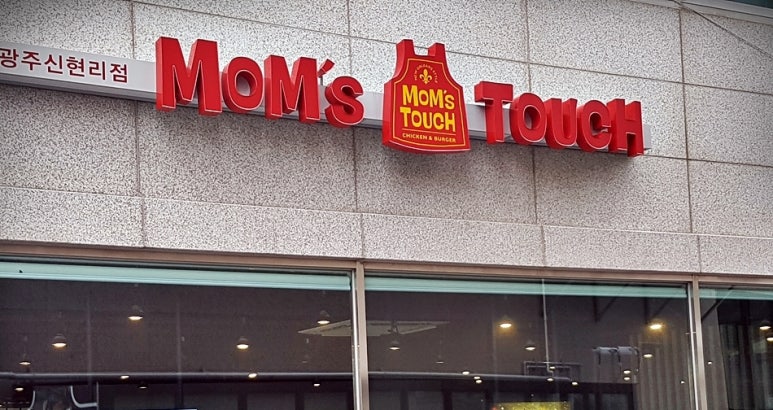 광주신현리점
MOM's
MOM's
TOUCH
CHICKEN & BURGER
TOUCH